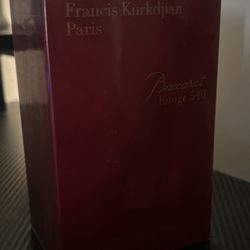 Francis Kurkdjian
Paris
Baccarat
Rouge 540